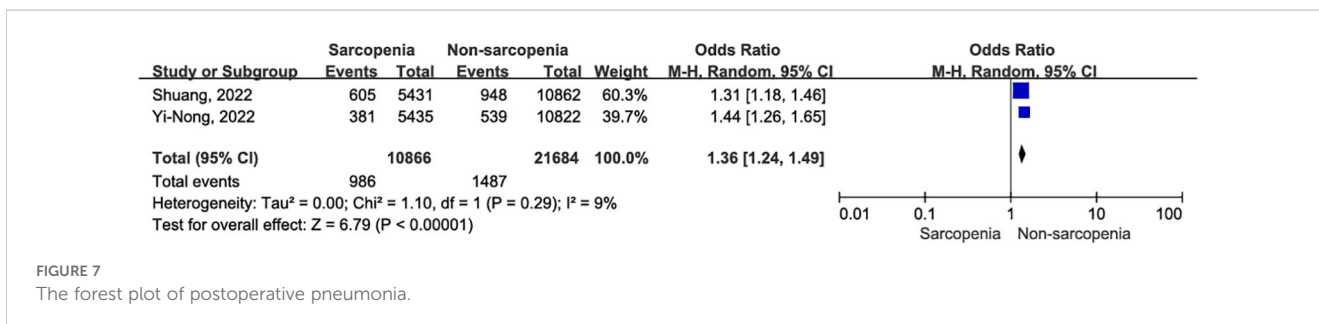 Sarcopenia Non-sarcopenia Odds Ratio Odds Ratio
Study or Subgroup Events Total Events Total Weight M-H, Random, 95% CI M-H, Random, 95% CI
Shuang, 2022 605 5431 948 10862 60.3% 1.31 [1.18, 1.46]
Yi-Nong, 2022 381 5435 539 10822 39.7% 1.44 [1.26, 1.65]
Total (95% CI) 10866 21684 100.0% 1.36 [1.24, 1.49]
Total events 986 1487
Heterogeneity: Tau² = 0.00; Chi² = 1.10, df = 1 (P = 0.29); I² = 9%
Test for overall effect: Z = 6.79 (P < 0.00001)
0.01 0.1 1 10 100
Sarcopenia Non-sarcopenia
FIGURE 7
The forest plot of postoperative pneumonia.